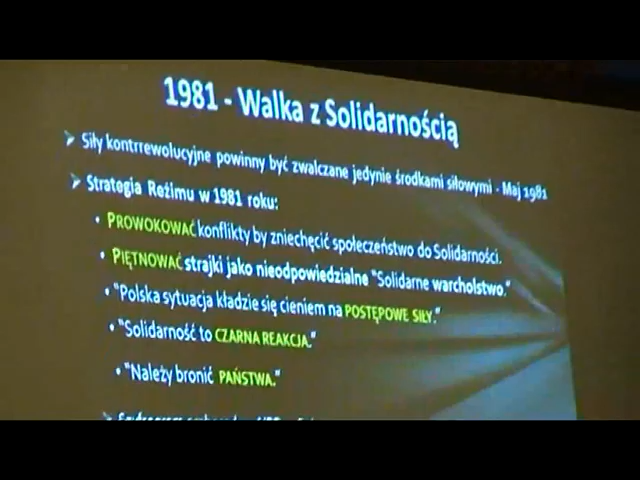 1981 - Walka z Solidarnością
Siły kontrrewolucyjne powinny być zwalczane jedynie środkami siłowymi - Maj 1981
Strategia Reżimu w 1981 roku:
• PROWOKOWAĆ konflikty by zniechęcić społeczeństwo do Solidarności.
• PIĘTNOWAĆ strajki jako nieodpowiedzialne "Solidarne warcholstwo."
• "Polska sytuacja kładzie się cieniem na POSTĘPOWE SIŁY."
• "Solidarność to CZARNA REAKCJA."
• "Należy bronić PAŃSTWA."